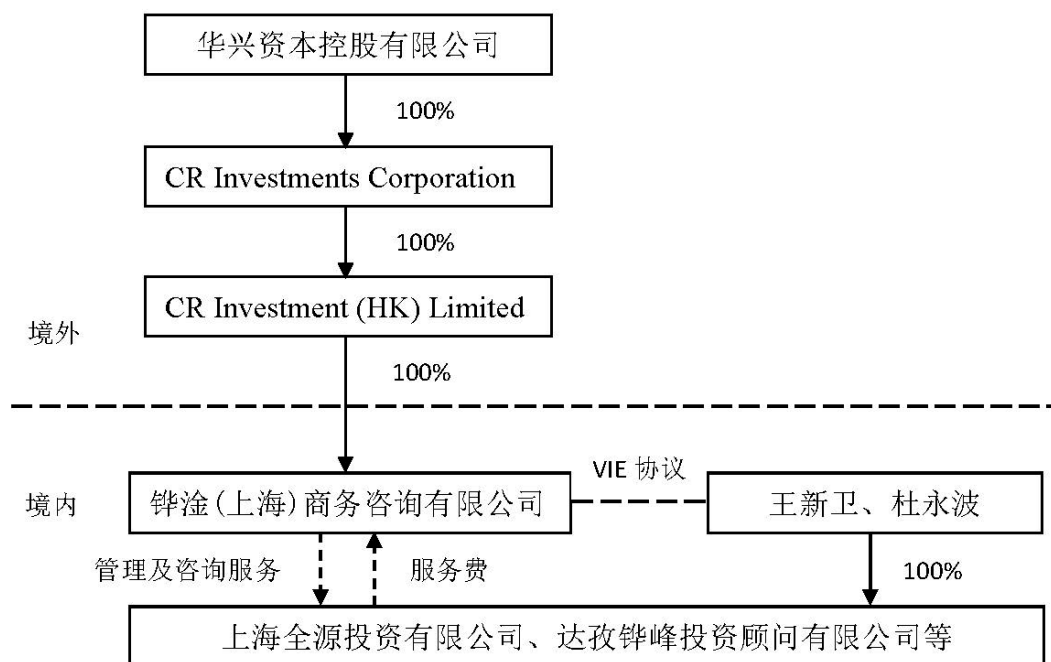 华兴资本控股有限公司
100%
CR Investments Corporation
100%
CR Investment (HK) Limited
境外
100%
VIE 协议
境内
铧淦(上海)商务咨询有限公司
王新卫、杜永波
管理及咨询服务
服务费
100%
上海全源投资有限公司、达孜铧峰投资顾问有限公司等